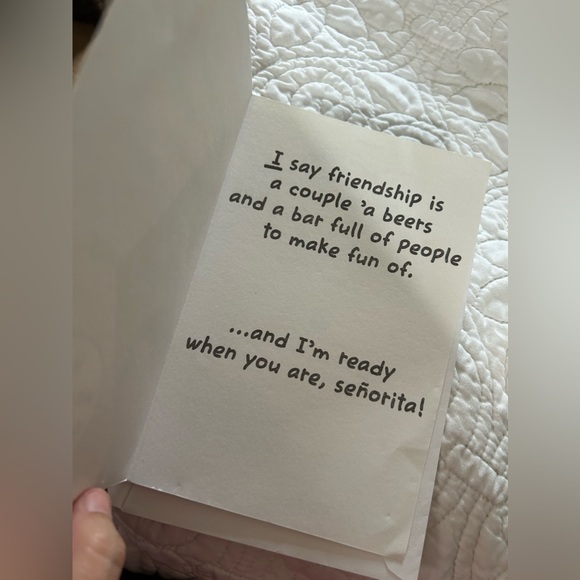 I say friendship is
a couple 'a beers
and a bar full of people
to make fun of.
...and I'm ready
when you are, señorita!